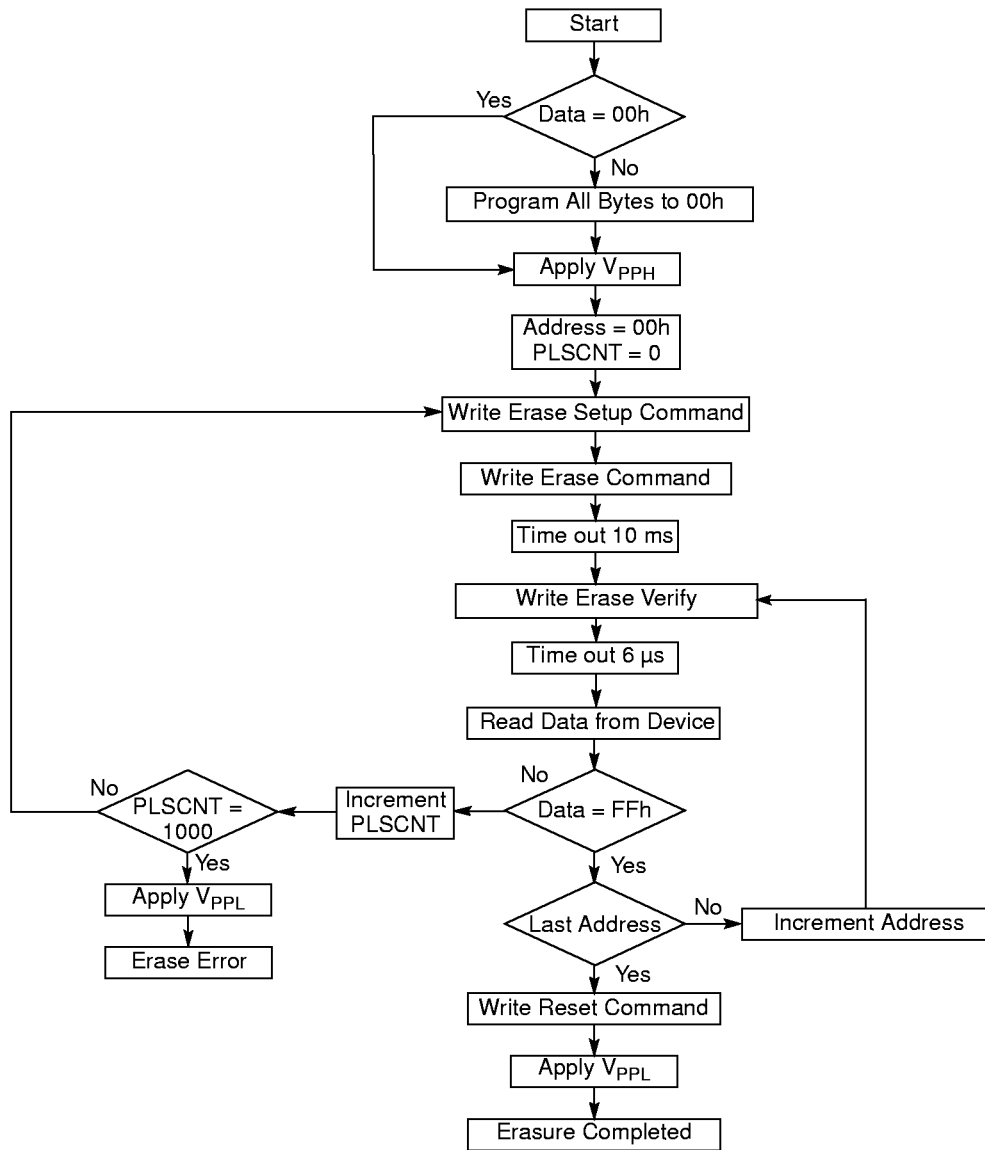 Start
Yes
Data = 00h
No
Program All Bytes to 00h
Apply VPPH
Address = 00h
PLSCNT = 0
Write Erase Setup Command
Write Erase Command
Time out 10 ms
Write Erase Verify
Time out 6 µs
Read Data from Device
No
Data = FFh
Increment
PLSCNT
No
PLSCNT =
1000
Yes
Apply VPPL
Erase Error
Yes
Last Address
No
Increment Address
Yes
Write Reset Command
Apply VPPL
Erasure Completed